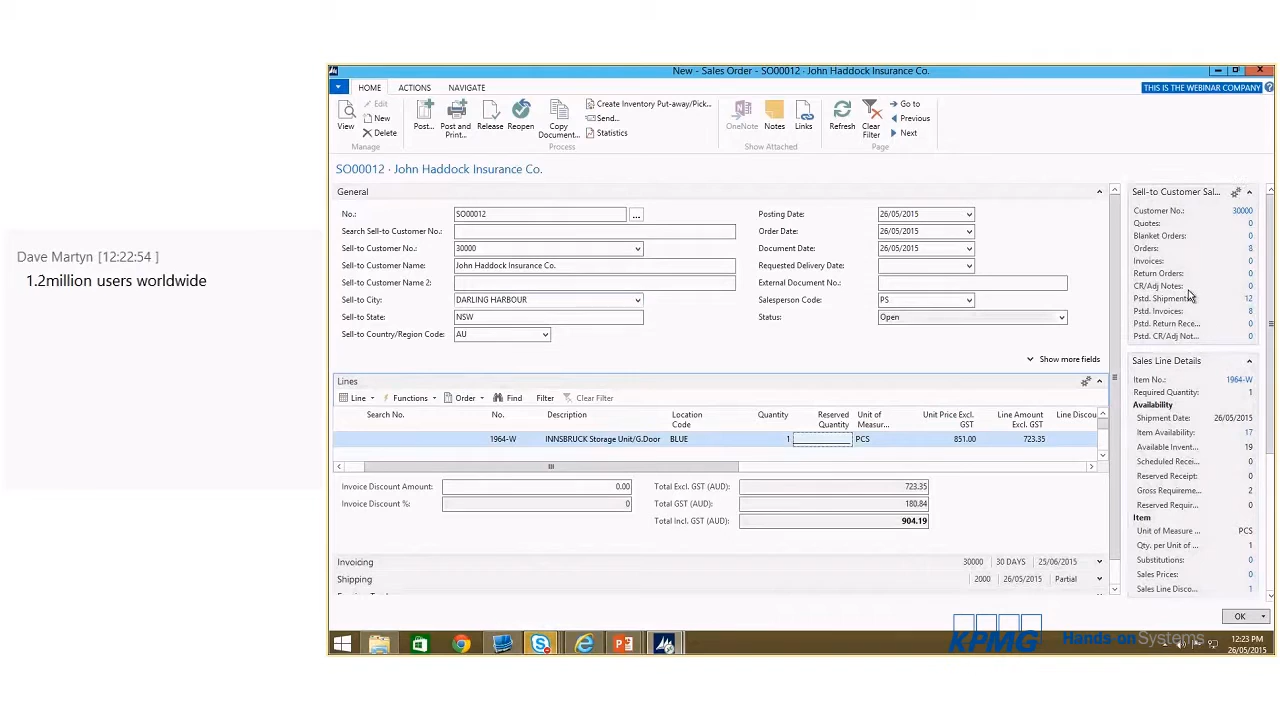 Dave Martyn [12:22:54 ]
1.2million users worldwide
New - Sales Order - SO00012 · John Haddock Insurance Co.
HOME ACTIONS NAVIGATE
THIS IS THE WEBINAR COMPANY
View
Edit
New
Delete
Manage
Post...
Post and Print...
Release
Reopen
Copy Document...
Create Inventory Put-away/Pick...
Send...
Statistics
Process
OneNote
Notes
Links
Show Attached
Refresh
Clear Filter
Go to
Previous
Next
Page
SO00012 · John Haddock Insurance Co.
General
No.: SO00012 ...
Search Sell-to Customer No.:
Sell-to Customer No.: 30000
Sell-to Customer Name: John Haddock Insurance Co.
Sell-to Customer Name 2:
Sell-to City: DARLING HARBOUR
Sell-to State: NSW
Sell-to Country/Region Code: AU
Posting Date: 26/05/2015
Order Date: 26/05/2015
Document Date: 26/05/2015
Requested Delivery Date:
External Document No.:
Salesperson Code: PS
Status: Open
Show more fields
Lines
Line Functions Order Find Filter Clear Filter
Search No. No. Description Location Code Quantity Reserved Quantity Unit of Measur... Unit Price Excl. GST Line Amount Excl. GST Line Discou
1964-W INNSBRUCK Storage Unit/G.Door BLUE 1 PCS 851.00 723.35
Invoice Discount Amount: 0.00
Invoice Discount %: 0
Total Excl. GST (AUD): 723.35
Total GST (AUD): 180.84
Total Incl. GST (AUD): 904.19
Invoicing 30000 30 DAYS 25/06/2015
Shipping 2000 26/05/2015 Partial
Sell-to Customer Sal...
Customer No.: 30000
Quotes: 0
Blanket Orders: 0
Orders: 8
Invoices: 0
Return Orders: 0
CR/Adj Notes: 0
Pstd. Shipment 12
Pstd. Invoices: 8
Pstd. Return Rece... 0
Pstd. CR/Adj Not... 0
Sales Line Details
Item No.: 1964-W
Required Quantity: 1
Availability
Shipment Date: 26/05/2015
Item Availability: 17
Available Invent... 19
Scheduled Recei... 0
Reserved Receipt: 0
Gross Requireme... 2
Reserved Requir... 0
Item
Unit of Measure ... PCS
Qty. per Unit of ... 1
Substitutions: 0
Sales Prices: 0
Sales Line Disco... 1
OK
KPMG Hands-on Systems
12:23 PM
26/05/2015